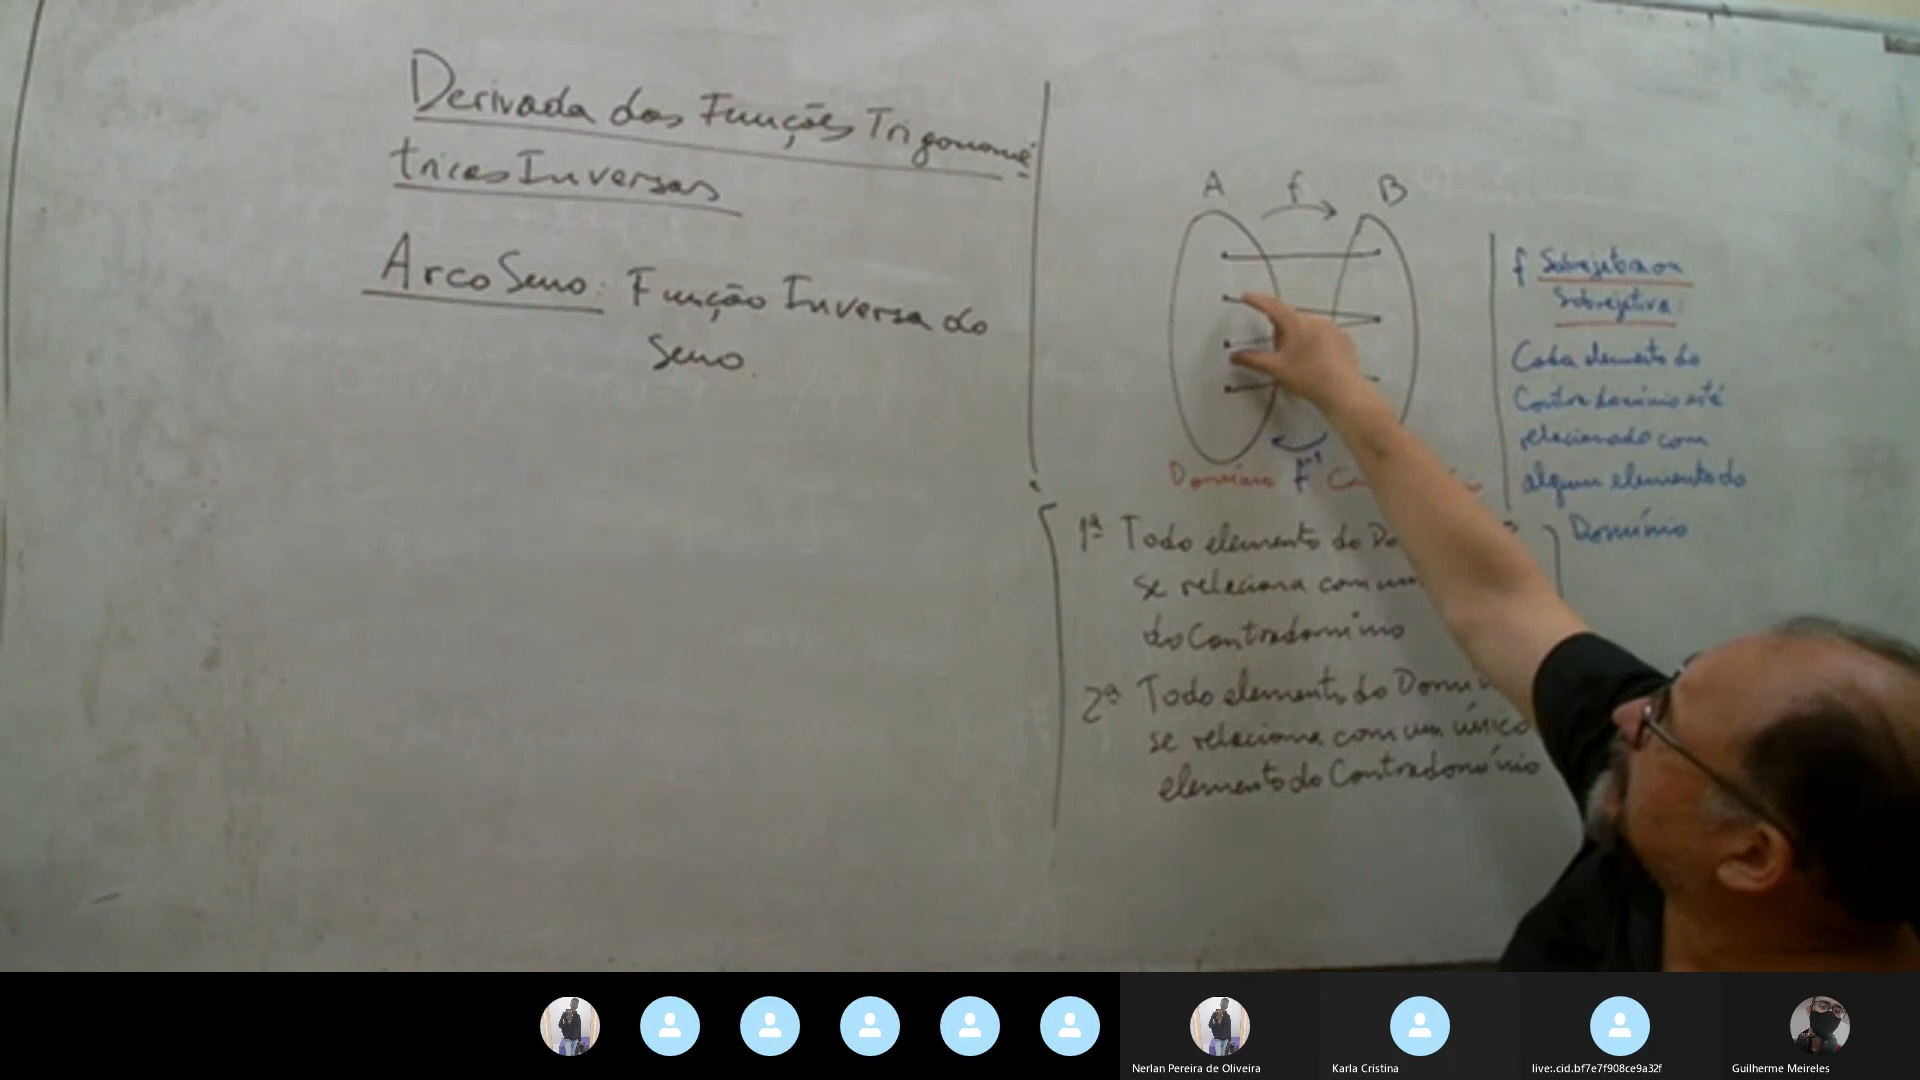 Derivada das Funções Trigonomé
tricas Inversas
Arco Seno: Função Inversa do
Seno.
A f B
Domínio f⁻¹
f Sobrejetora ou
Sobrejetiva:
Cada elemento do
Contradomínio está
relacionado com
algum elemento do
Domínio
1ª Todo elemento do Do
se relaciona com um
do Contradomínio
2ª Todo elemento do Domí
se relaciona com um único
elemento do Contradomínio
Nerlan Pereira de Oliveira
Karla Cristina
live:.cid.bf7e7f908ce9a32f
Guilherme Meireles